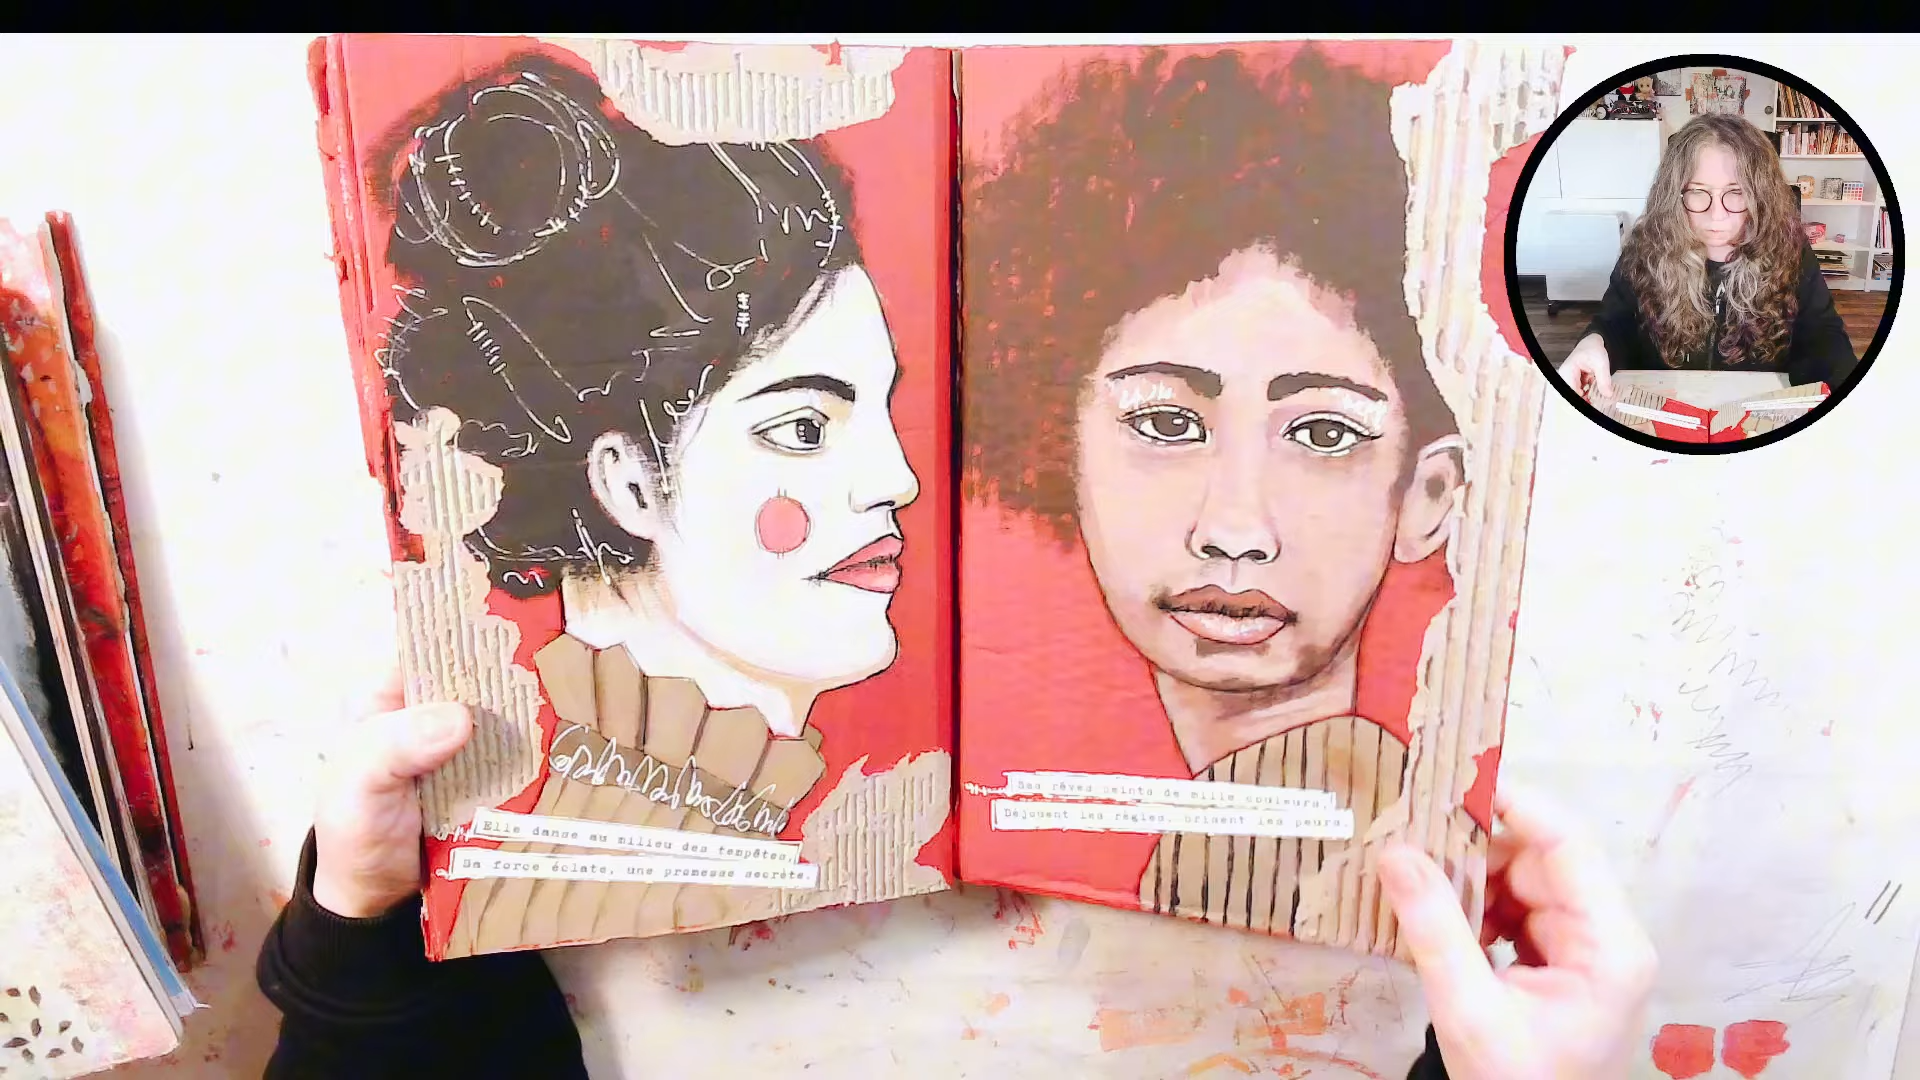 Elle danse au milieu des tempêtes,
Sa force éclate, une promesse secrète.
Ses rêves peints de mille couleurs,
Déjouent les règles, brisent les peurs.